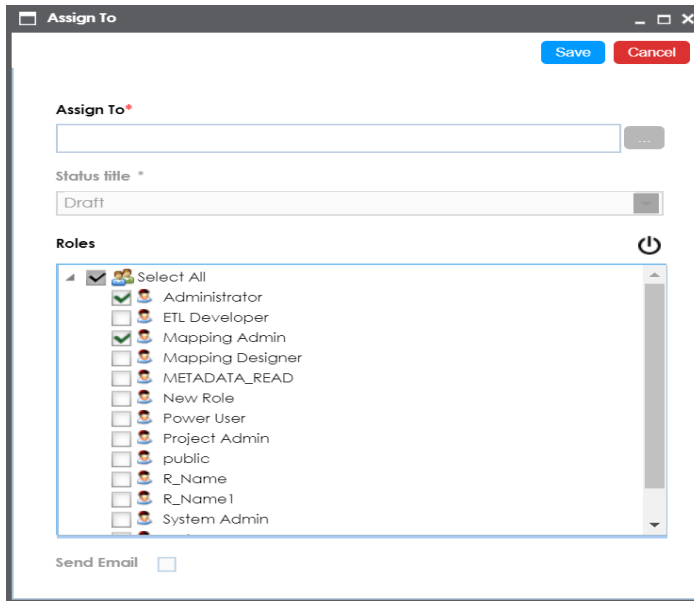 Assign To
Save Cancel
Assign To*
...
Status title *
Draft
Roles
Select All
Administrator
ETL Developer
Mapping Admin
Mapping Designer
METADATA_READ
New Role
Power User
Project Admin
public
R_Name
R_Name1
System Admin
Send Email